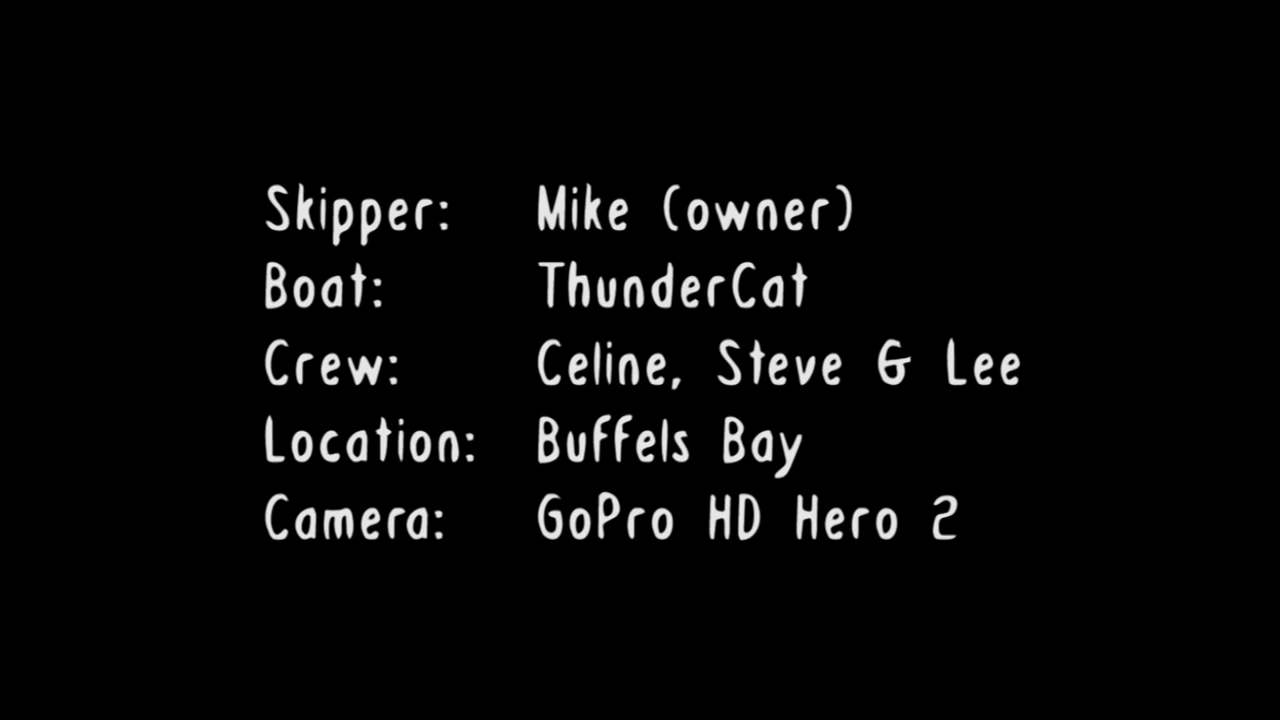 Skipper: Mike (owner)
Boat: ThunderCat
Crew: Celine, Steve & Lee
Location: Buffels Bay
Camera: GoPro HD Hero 2